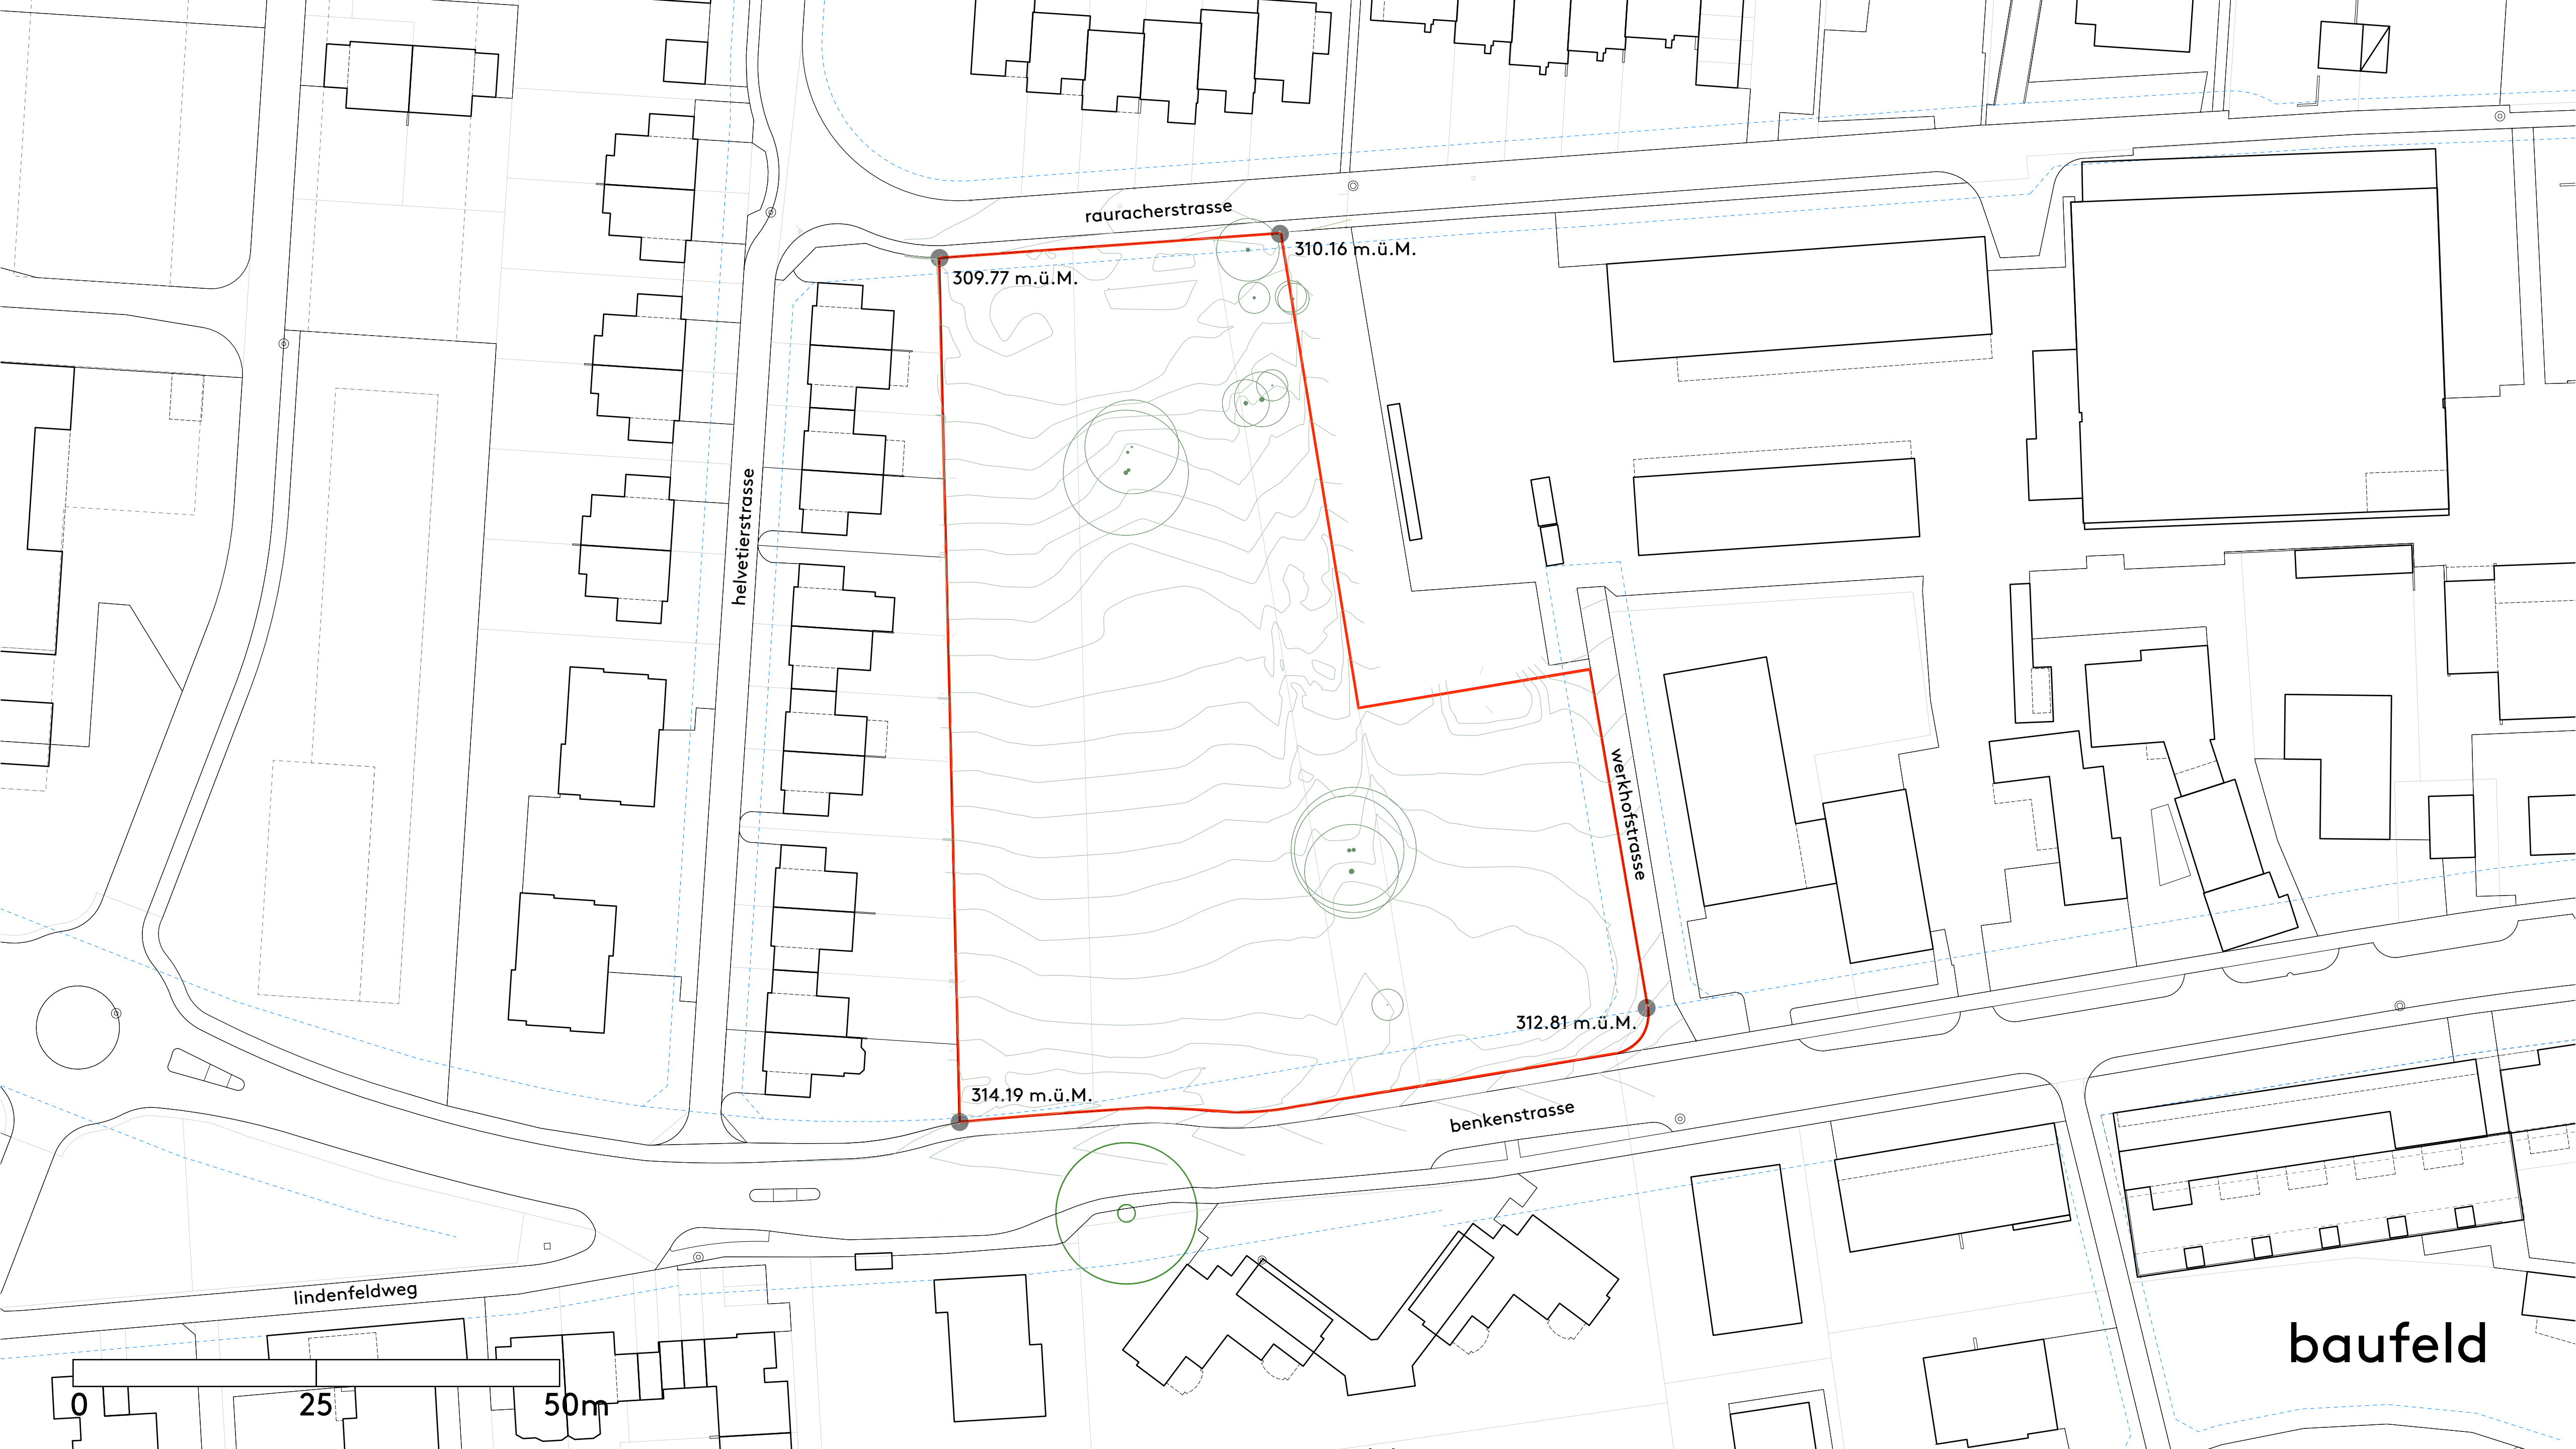 rauracherstrasse
310.16 m.ü.M.
309.77 m.ü.M.
helvetierstrasse
werkhofstrasse
312.81 m.ü.M.
314.19 m.ü.M.
benkenstrasse
lindenfeldweg
baufeld
0 25 50m